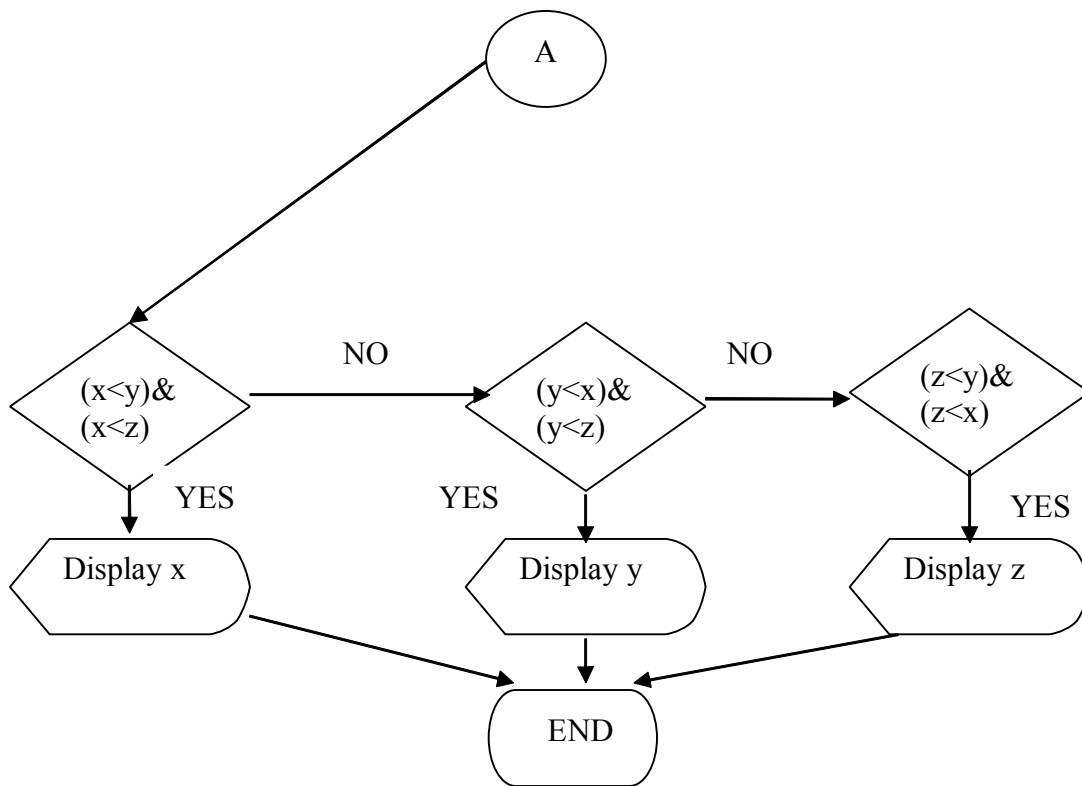 A
NO
NO
(x<y)&
(x<z)
(y<x)&
(y<z)
(z<y)&
(z<x)
YES
YES
YES
Display x
Display y
Display z
END